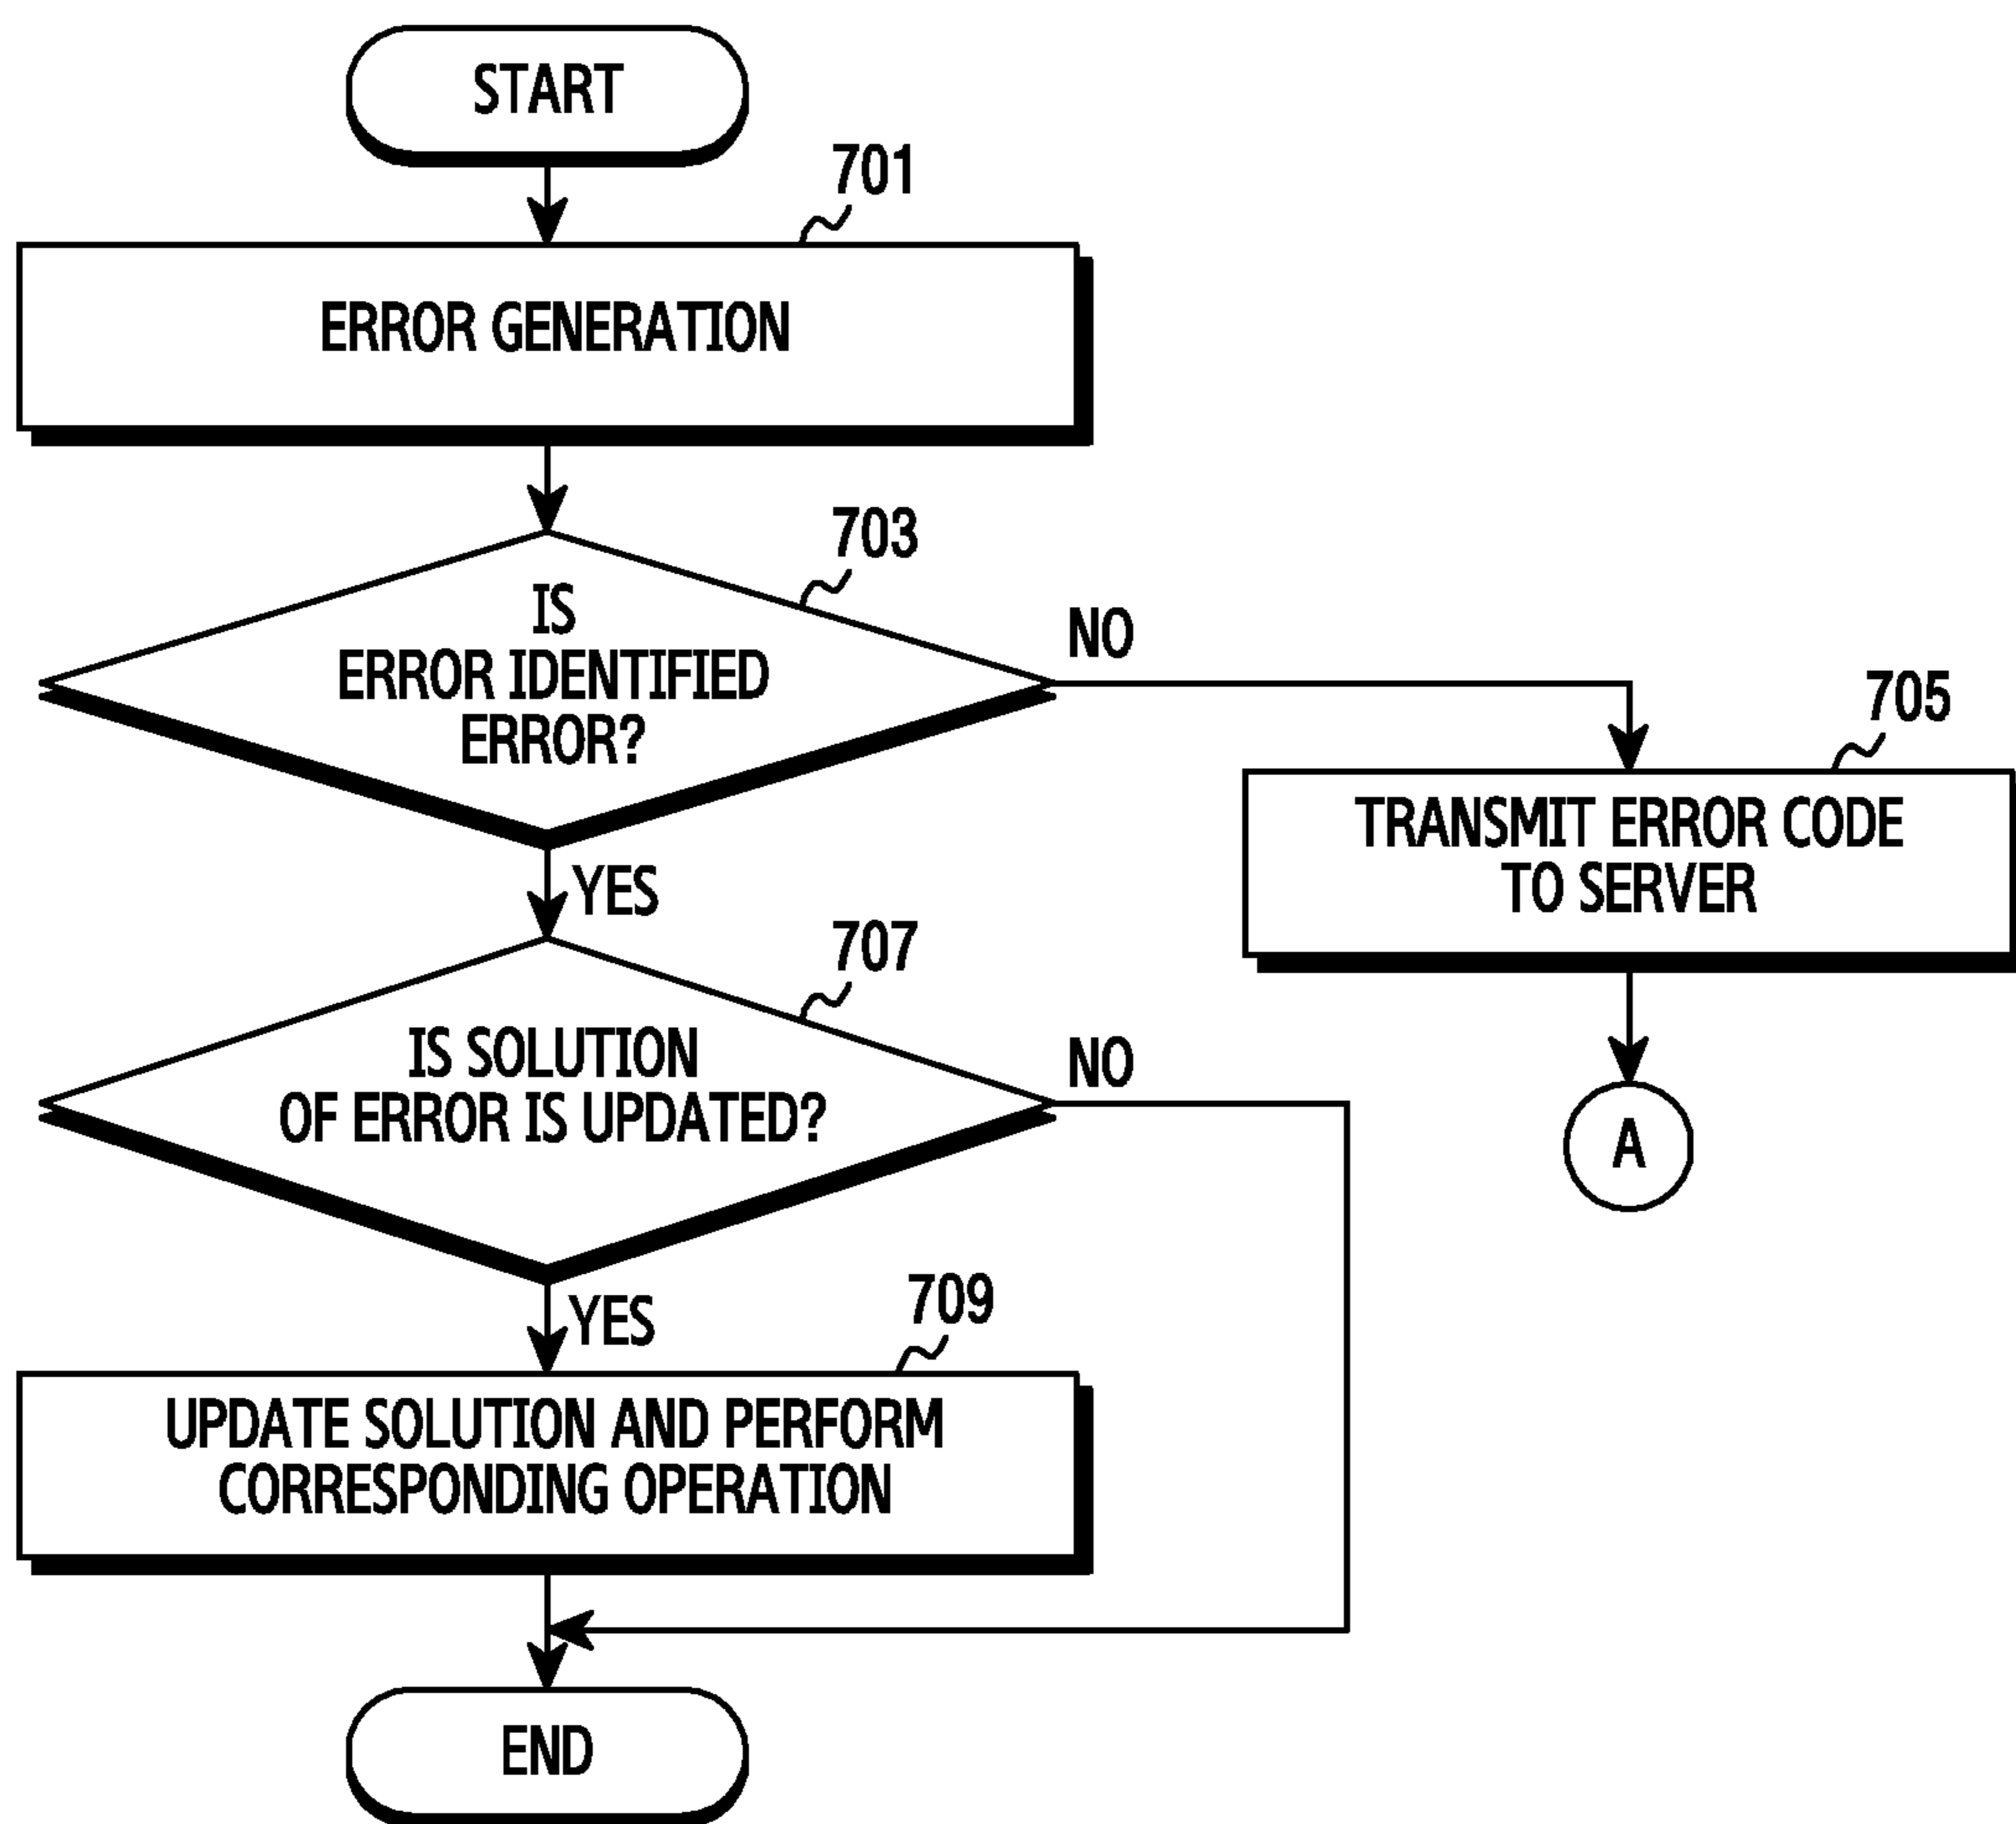 START
701
ERROR GENERATION
703
IS
ERROR IDENTIFIED
ERROR?
NO
705
TRANSMIT ERROR CODE
TO SERVER
YES
707
IS SOLUTION
OF ERROR IS UPDATED?
NO
A
YES
709
UPDATE SOLUTION AND PERFORM
CORRESPONDING OPERATION
END